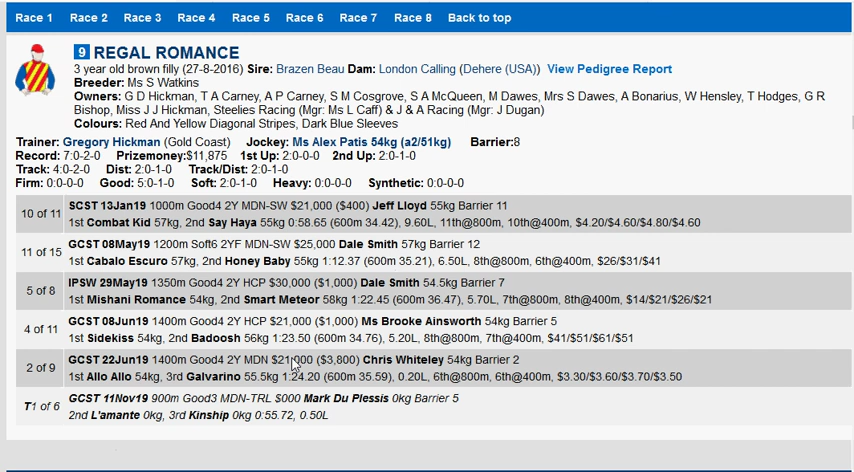 Race 1 Race 2 Race 3 Race 4 Race 5 Race 6 Race 7 Race 8 Back to top
9 REGAL ROMANCE
3 year old brown filly (27-8-2016) Sire: Brazen Beau Dam: London Calling (Dehere (USA)) View Pedigree Report
Breeder: Ms S Watkins
Owners: G D Hickman, T A Carney, A P Carney, S M Cosgrove, S A McQueen, M Dawes, Mrs S Dawes, A Bonarius, W Hensley, T Hodges, G R
Bishop, Miss J J Hickman, Steelies Racing (Mgr: Ms L Caff) & J & A Racing (Mgr: J Dugan)
Colours: Red And Yellow Diagonal Stripes, Dark Blue Sleeves
Trainer: Gregory Hickman (Gold Coast) Jockey: Ms Alex Patis 54kg (a2/51kg) Barrier:8
Record: 7:0-2-0 Prizemoney:$11,875 1st Up: 2:0-0-0 2nd Up: 2:0-1-0
Track: 4:0-2-0 Dist: 2:0-1-0 Track/Dist: 2:0-1-0
Firm: 0:0-0-0 Good: 5:0-1-0 Soft: 2:0-1-0 Heavy: 0:0-0-0 Synthetic: 0:0-0-0
10 of 11 SCST 13Jan19 1000m Good4 2Y MDN-SW $21,000 ($400) Jeff Lloyd 55kg Barrier 11
1st Combat Kid 57kg, 2nd Say Haya 55kg 0:58.65 (600m 34.42), 9.60L, 11th@800m, 10th@400m, $4.20/$4.60/$4.80/$4.60
11 of 15 GCST 08May19 1200m Soft6 2YF MDN-SW $25,000 Dale Smith 57kg Barrier 12
1st Cabalo Escuro 57kg, 2nd Honey Baby 55kg 1:12.37 (600m 35.21), 6.50L, 8th@800m, 6th@400m, $26/$31/$41
5 of 8 IPSW 29May19 1350m Good4 2Y HCP $30,000 ($1,000) Dale Smith 54.5kg Barrier 7
1st Mishani Romance 54kg, 2nd Smart Meteor 58kg 1:22.45 (600m 36.47), 5.70L, 7th@800m, 8th@400m, $14/$21/$26/$21
4 of 11 GCST 08Jun19 1400m Good4 2Y HCP $21,000 ($1,000) Ms Brooke Ainsworth 54kg Barrier 5
1st Sidekiss 54kg, 2nd Badoosh 56kg 1:23.50 (600m 34.76), 5.20L, 8th@800m, 7th@400m, $41/$51/$61/$51
2 of 9 GCST 22Jun19 1400m Good4 2Y MDN $21,000 ($3,800) Chris Whiteley 54kg Barrier 2
1st Allo Allo 54kg, 3rd Galvarino 55.5kg 1:24.20 (600m 35.59), 0.20L, 6th@800m, 6th@400m, $3.30/$3.60/$3.70/$3.50
T1 of 6 GCST 11Nov19 900m Good3 MDN-TRL $000 Mark Du Plessis 0kg Barrier 5
2nd L'amante 0kg, 3rd Kinship 0kg 0:55.72, 0.50L